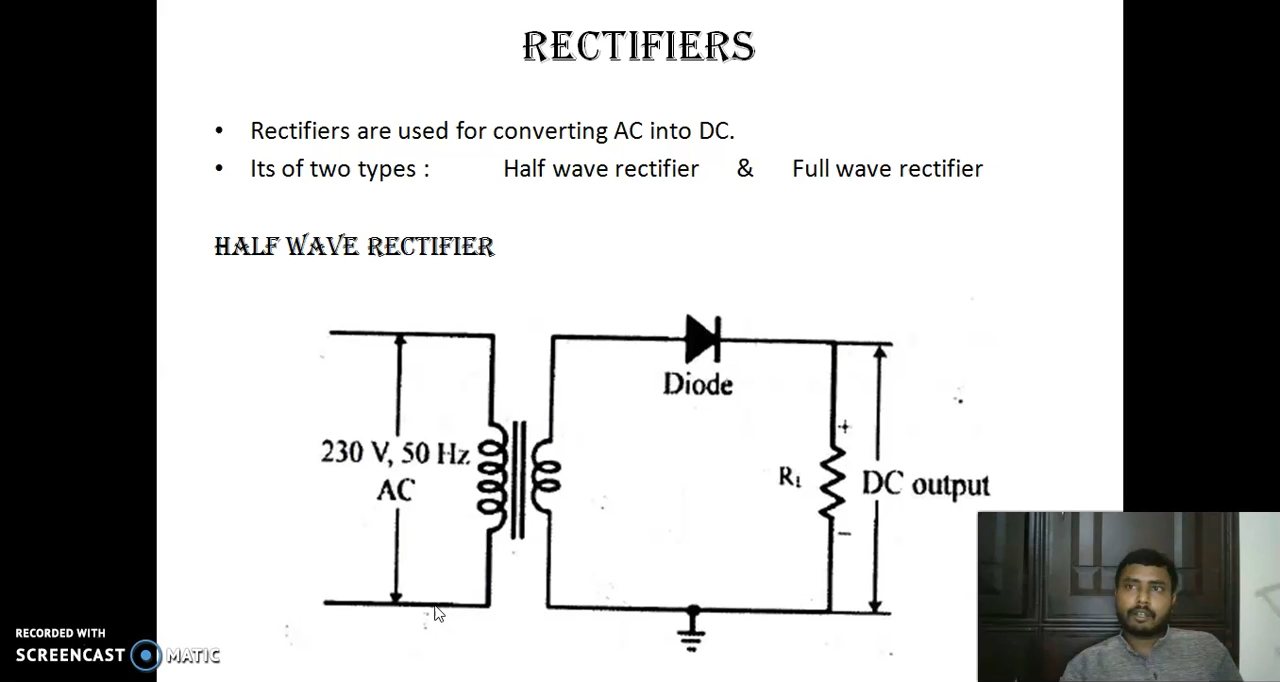 RECTIFIERS
• Rectifiers are used for converting AC into DC.
• Its of two types : Half wave rectifier & Full wave rectifier
HALF WAVE RECTIFIER
Diode
230 V, 50 Hz
AC
+
R₁
DC output
−
RECORDED WITH
SCREENCAST MATIC